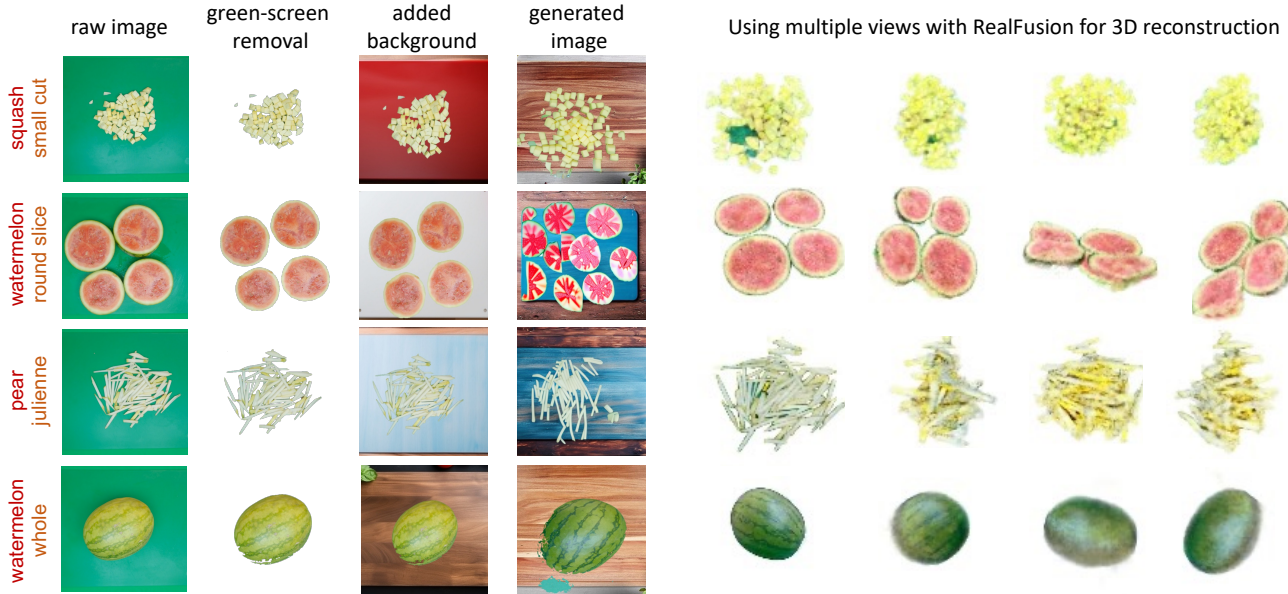 raw image
green-screen
removal
added
background
generated
image
Using multiple views with RealFusion for 3D reconstruction
squash
small cut
watermelon
round slice
pear
julienne
watermelon
whole